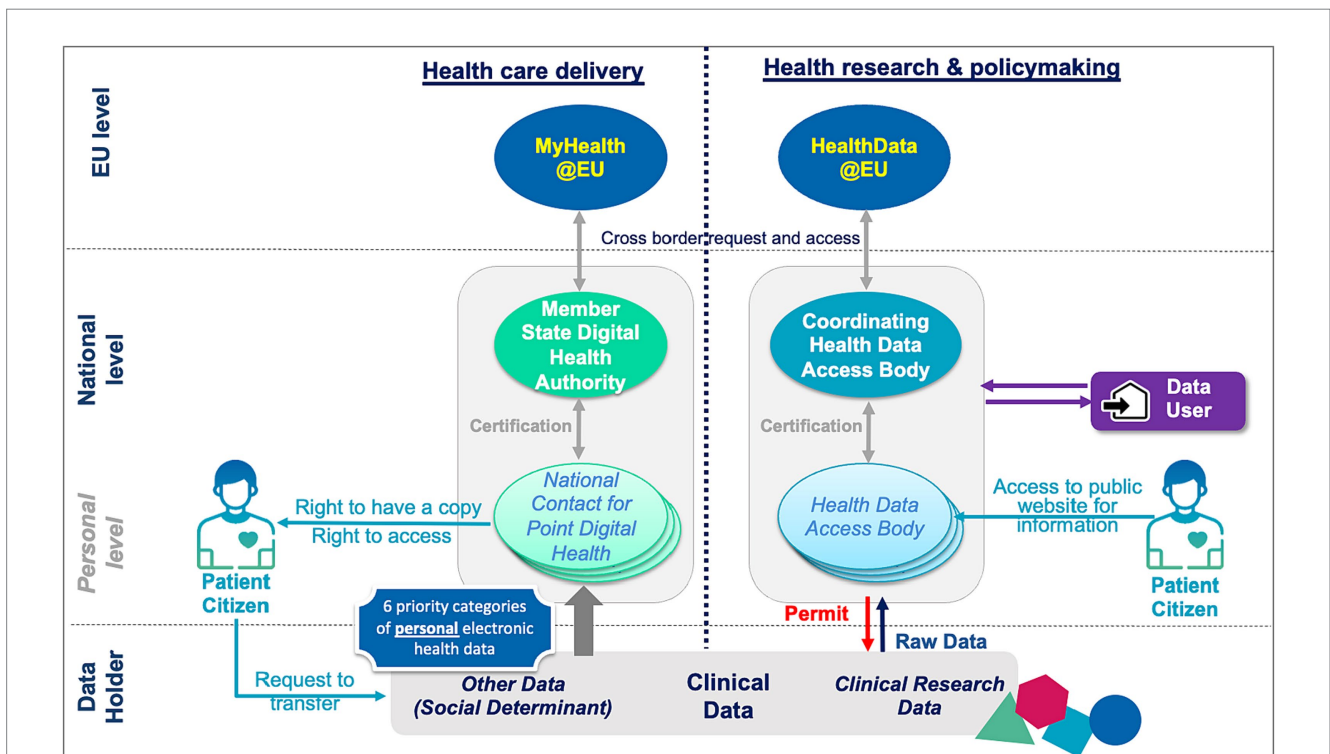 Health care delivery
Health research & policymaking
EU level
MyHealth
@EU
HealthData
@EU
Cross border request and access
National
level
Member
State Digital
Health
Authority
Coordinating
Health Data
Access Body
Data
User
Certification
Certification
Personal
level
National
Contact for
Point Digital
Health
Health Data
Access Body
Right to have a copy
Right to access
Access to public
website for
information
Patient
Citizen
Patient
Citizen
6 priority categories
of personal electronic
health data
Permit
Raw Data
Data
Holder
Request to
transfer
Other Data
(Social Determinant)
Clinical
Data
Clinical Research
Data